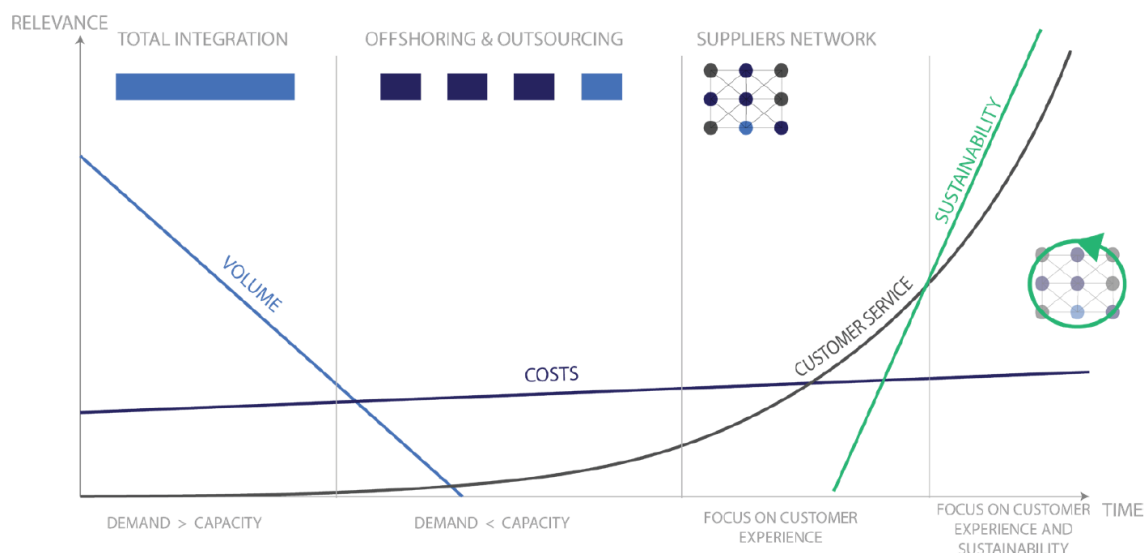 RELEVANCE
TOTAL INTEGRATION
OFFSHORING & OUTSOURCING
SUPPLIERS NETWORK
VOLUME
COSTS
CUSTOMER SERVICE
SUSTAINABILITY
TIME
DEMAND > CAPACITY
DEMAND < CAPACITY
FOCUS ON CUSTOMER
EXPERIENCE
FOCUS ON CUSTOMER
EXPERIENCE AND
SUSTAINABILITY